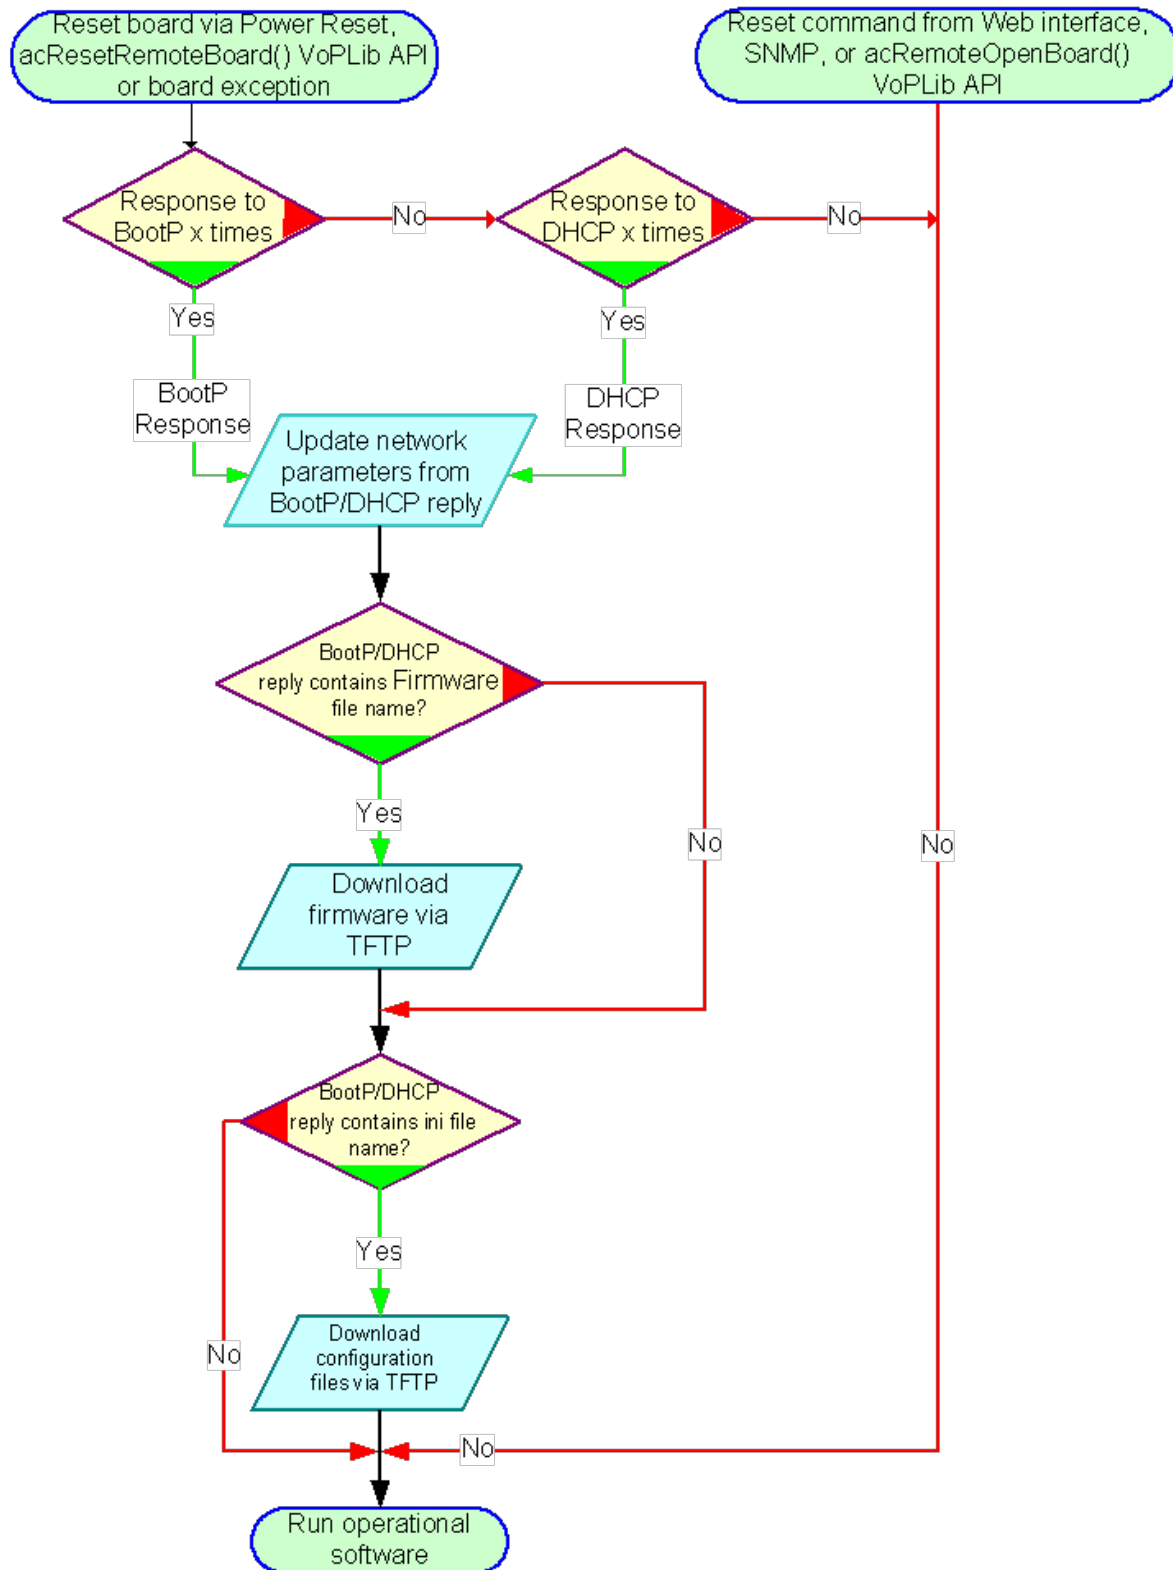 Reset board via Power Reset,
acResetRemoteBoard() VoPLib API
or board exception
Reset command from Web interface,
SNMP, or acRemoteOpenBoard()
VoPLib API
Response to
BootP x times
No
Response to
DHCP x times
No
Yes
Yes
BootP
Response
DHCP
Response
Update network
parameters from
BootP/DHCP reply
BootP/DHCP
reply contains Firmware
file name?
Yes
No
No
Download
firmware via
TFTP
BootP/DHCP
reply contains ini file
name?
Yes
No
Download
configuration
files via TFTP
No
Run operational
software